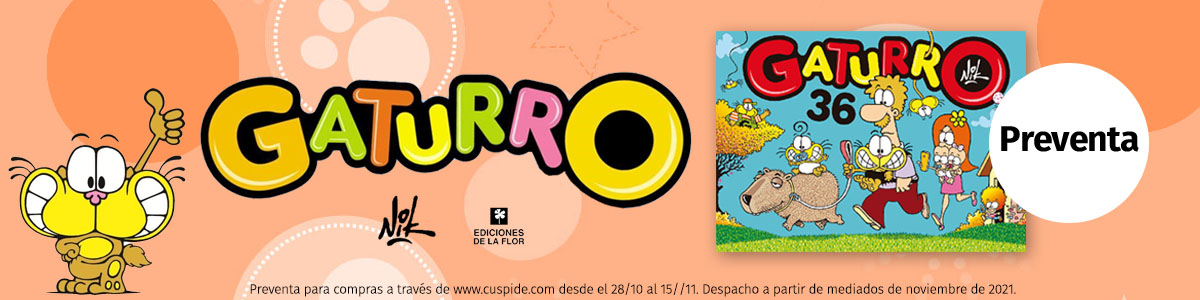 GATURRO
Nik
EDICIONES
DE LA FLOR
GATURRO
Nik
36
Preventa
Preventa para compras a través de www.cuspide.com desde el 28/10 al 15//11. Despacho a partir de mediados de noviembre de 2021.